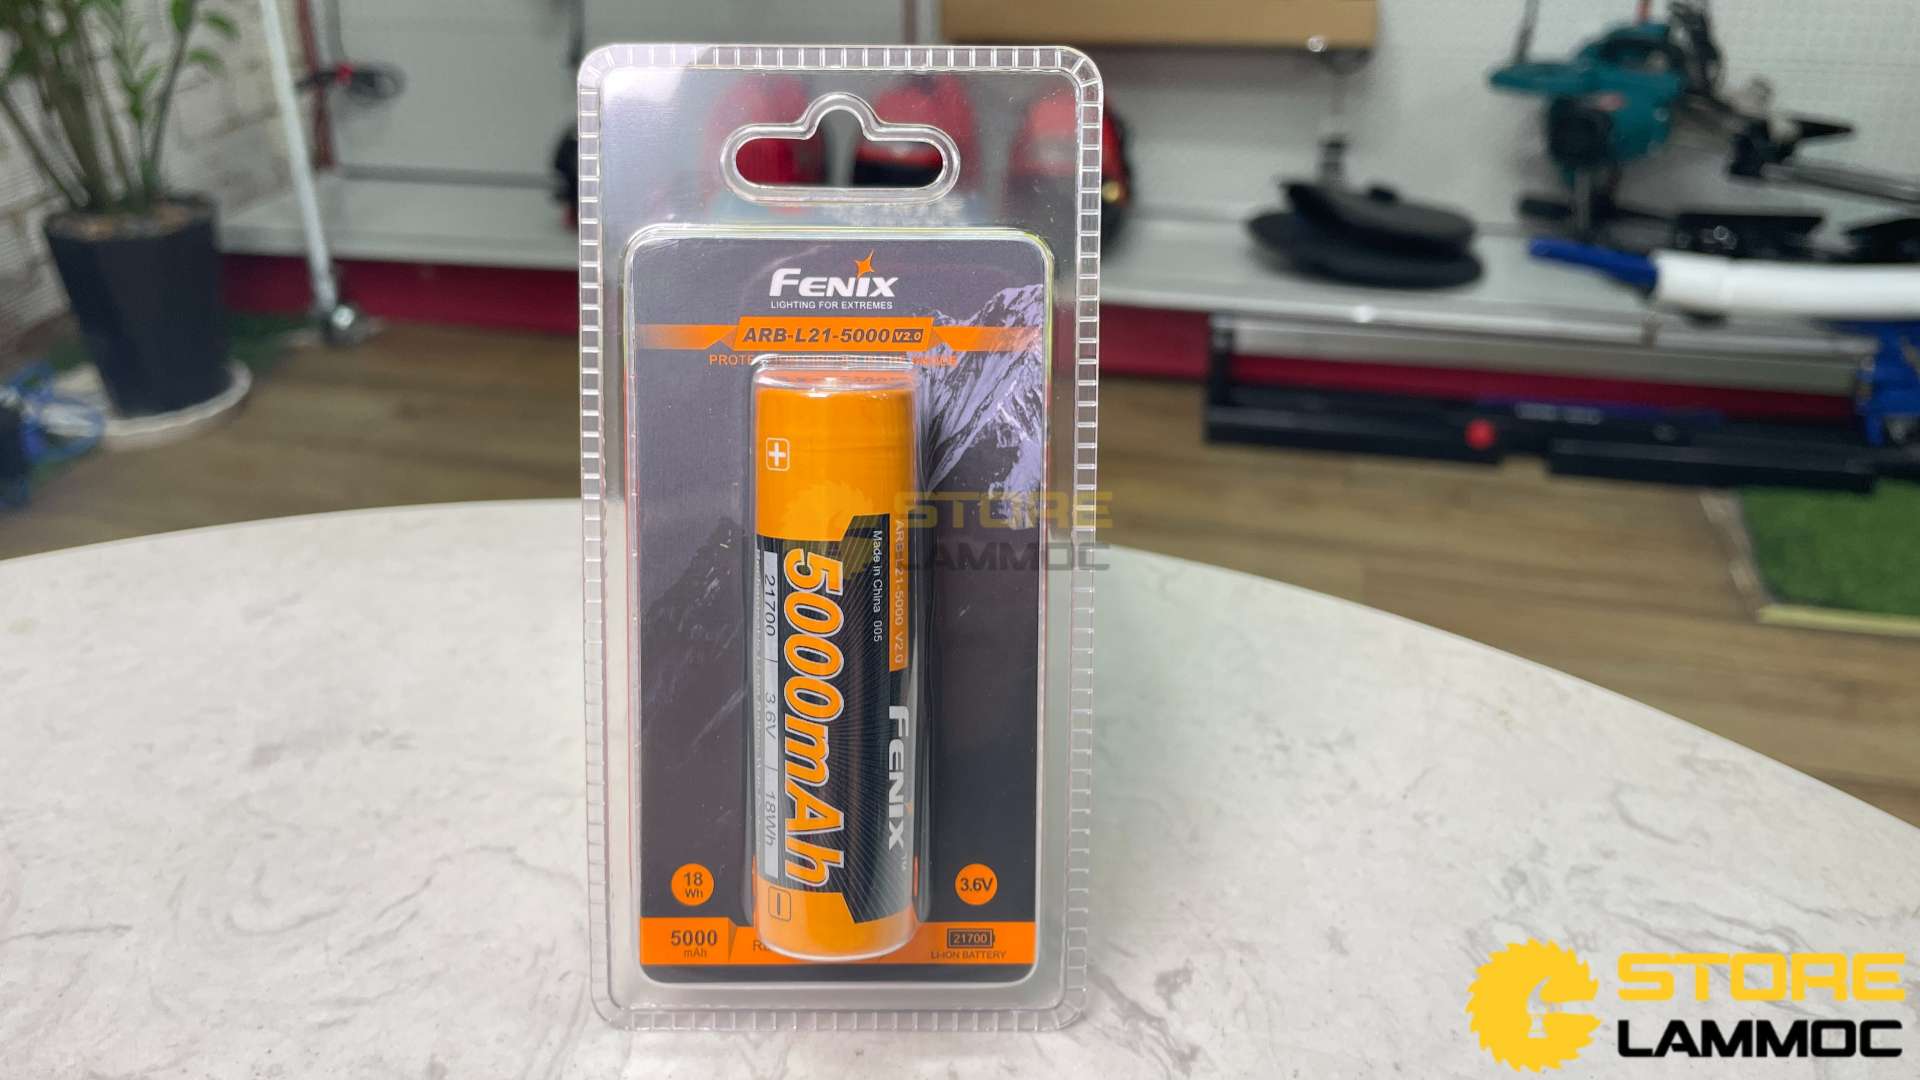 FENIX
LIGHTING FOR EXTREMES
ARB-L21-5000 V2.0
+
ARB-L21-5000 V2.0
Made in China 005
FENIX™
5000mAh
21700 | 3.6V | 18Wh
−
18
Wh
3.6V
5000
mAh
21700
LI-ION BATTERY
STORE
LAMMOC
STORE
LAMMOC